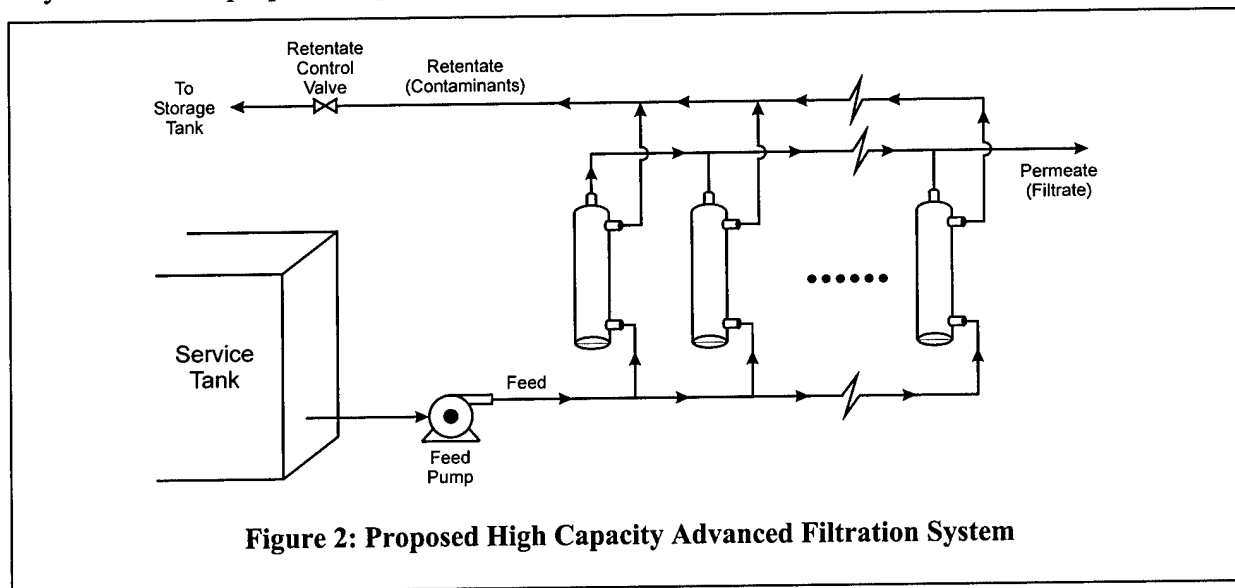 Retentate
Control
Valve
Retentate
(Contaminants)
To
Storage
Tank
Permeate
(Filtrate)
Service
Tank
Feed
Feed
Pump
Figure 2: Proposed High Capacity Advanced Filtration System